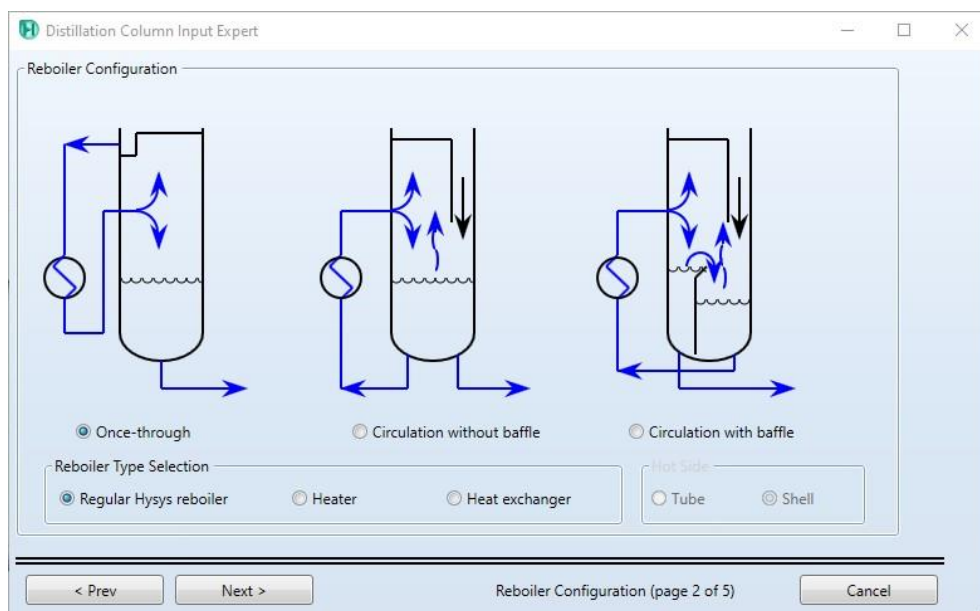 Distillation Column Input Expert
Reboiler Configuration
Once-through
Circulation without baffle
Circulation with baffle
Reboiler Type Selection
Regular Hysys reboiler
Heater
Heat exchanger
Hot Side
Tube
Shell
< Prev
Next >
Reboiler Configuration (page 2 of 5)
Cancel